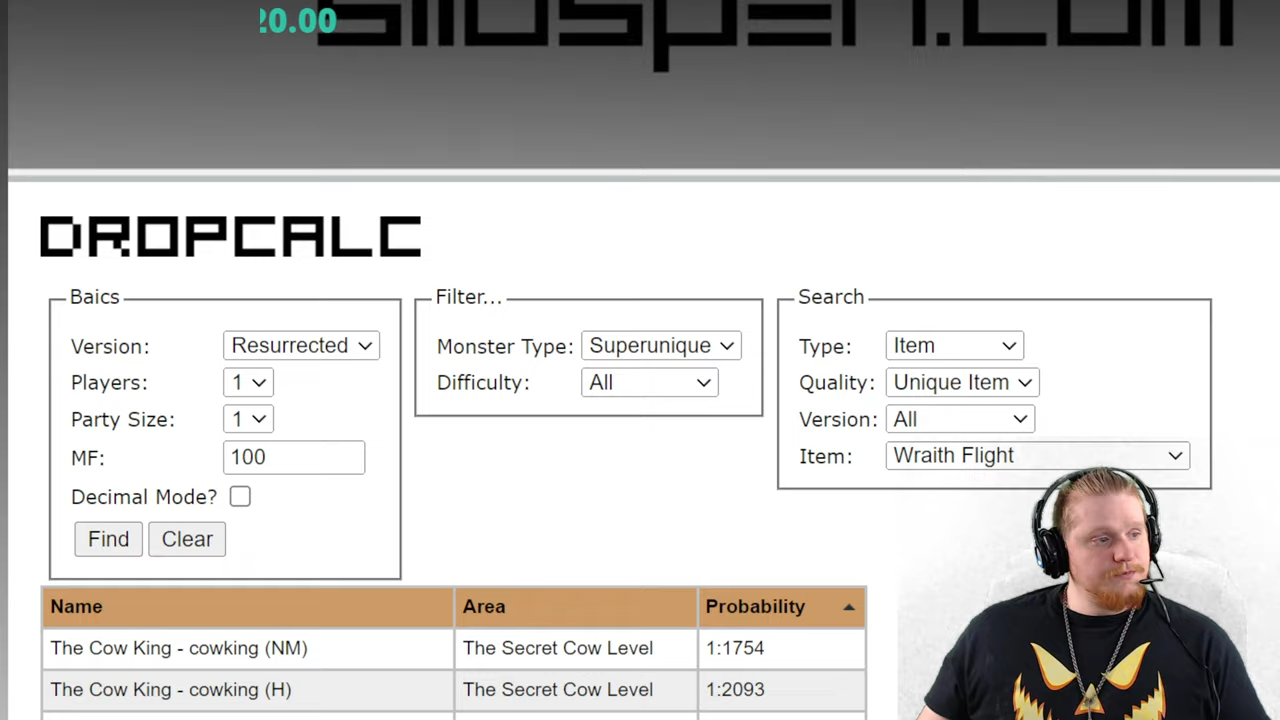 20.00
silospen.com
DROPCALC
Baics
Version: Resurrected
Players: 1
Party Size: 1
MF: 100
Decimal Mode?
Find Clear
Filter...
Monster Type: Superunique
Difficulty: All
Search
Type: Item
Quality: Unique Item
Version: All
Item: Wraith Flight
Name Area Probability
The Cow King - cowking (NM) The Secret Cow Level 1:1754
The Cow King - cowking (H) The Secret Cow Level 1:2093